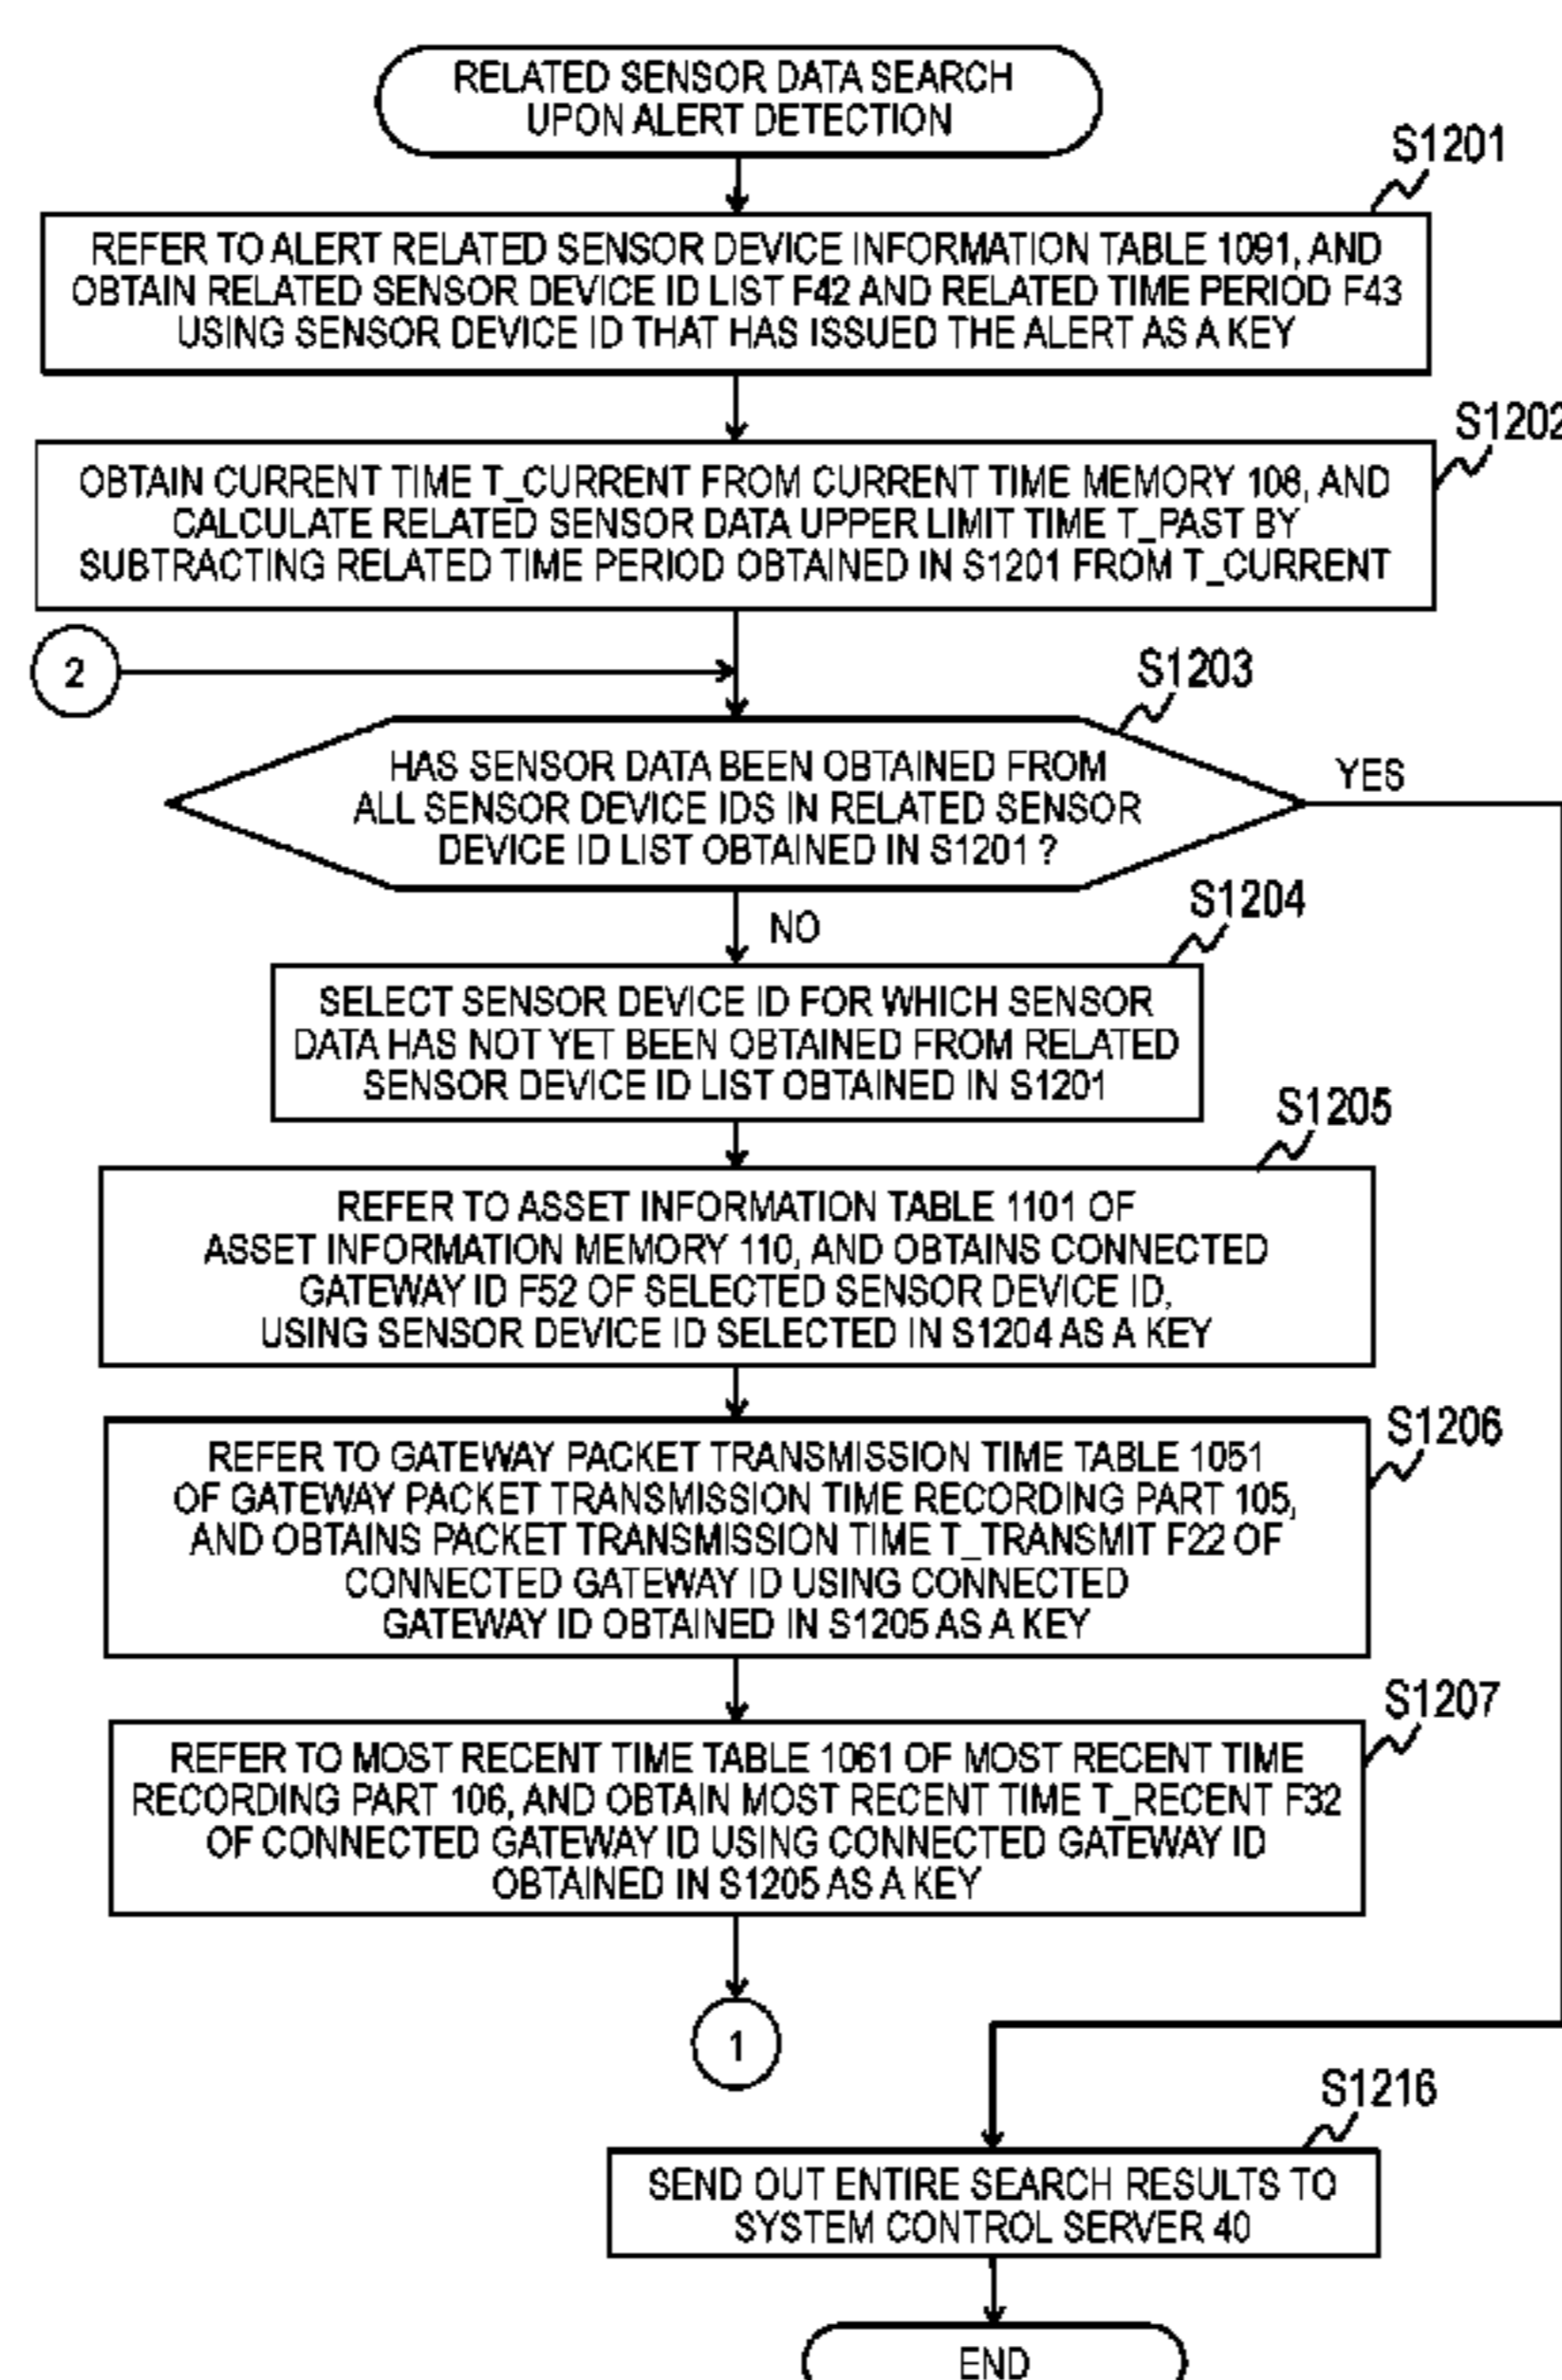 RELATED SENSOR DATA SEARCH
UPON ALERT DETECTION
S1201
REFER TO ALERT RELATED SENSOR DEVICE INFORMATION TABLE 1091, AND
OBTAIN RELATED SENSOR DEVICE ID LIST F42 AND RELATED TIME PERIOD F43
USING SENSOR DEVICE ID THAT HAS ISSUED THE ALERT AS A KEY
S1202
OBTAIN CURRENT TIME T_CURRENT FROM CURRENT TIME MEMORY 108, AND
CALCULATE RELATED SENSOR DATA UPPER LIMIT TIME T_PAST BY
SUBTRACTING RELATED TIME PERIOD OBTAINED IN S1201 FROM T_CURRENT
2
S1203
HAS SENSOR DATA BEEN OBTAINED FROM
ALL SENSOR DEVICE IDS IN RELATED SENSOR
DEVICE ID LIST OBTAINED IN S1201 ?
YES
NO
S1204
SELECT SENSOR DEVICE ID FOR WHICH SENSOR
DATA HAS NOT YET BEEN OBTAINED FROM RELATED
SENSOR DEVICE ID LIST OBTAINED IN S1201
S1205
REFER TO ASSET INFORMATION TABLE 1101 OF
ASSET INFORMATION MEMORY 110, AND OBTAINS CONNECTED
GATEWAY ID F52 OF SELECTED SENSOR DEVICE ID,
USING SENSOR DEVICE ID SELECTED IN S1204 AS A KEY
S1206
REFER TO GATEWAY PACKET TRANSMISSION TIME TABLE 1051
OF GATEWAY PACKET TRANSMISSION TIME RECORDING PART 105,
AND OBTAINS PACKET TRANSMISSION TIME T_TRANSMIT F22 OF
CONNECTED GATEWAY ID USING CONNECTED
GATEWAY ID OBTAINED IN S1205 AS A KEY
S1207
REFER TO MOST RECENT TIME TABLE 1061 OF MOST RECENT TIME
RECORDING PART 106, AND OBTAIN MOST RECENT TIME T_RECENT F32
OF CONNECTED GATEWAY ID USING CONNECTED GATEWAY ID
OBTAINED IN S1205 AS A KEY
1
S1216
SEND OUT ENTIRE SEARCH RESULTS TO
SYSTEM CONTROL SERVER 40
END